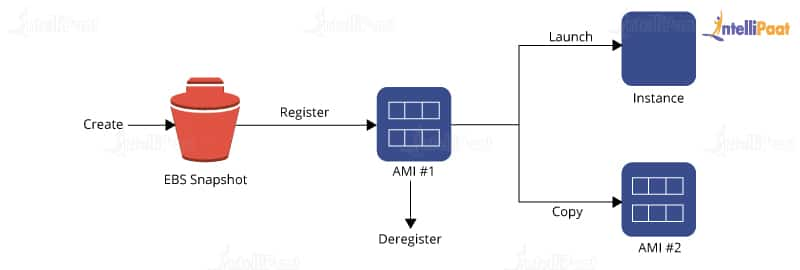 Launch
IntelliPaat
Instance
Create
Register
EBS Snapshot
AMI #1
Deregister
Copy
AMI #2